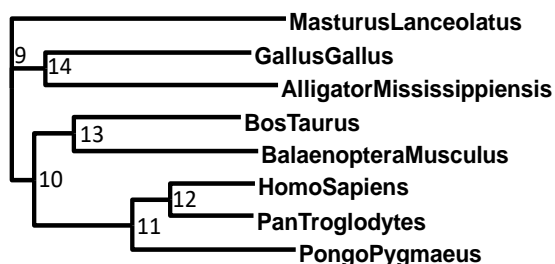 MasturusLanceolatus
9
GallusGallus
14
AlligatorMississippiensis
BosTaurus
13
BalaenopteraMusculus
10
HomoSapiens
12
PanTroglodytes
11
PongoPygmaeus